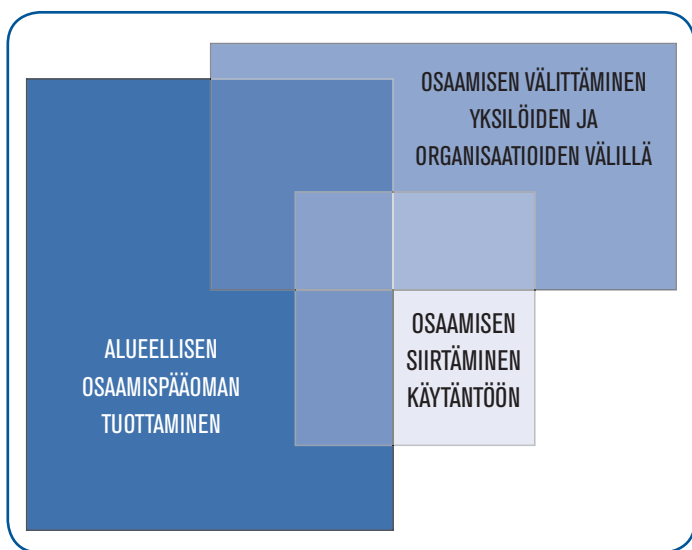 OSAAMISEN VÄLITTÄMINEN
YKSILÖIDEN JA
ORGANISAATIOIDEN VÄLILLÄ
ALUEELLISEN
OSAAMISPÄÄOMAN
TUOTTAMINEN
OSAAMISEN
SIIRTÄMINEN
KÄYTÄNTÖÖN